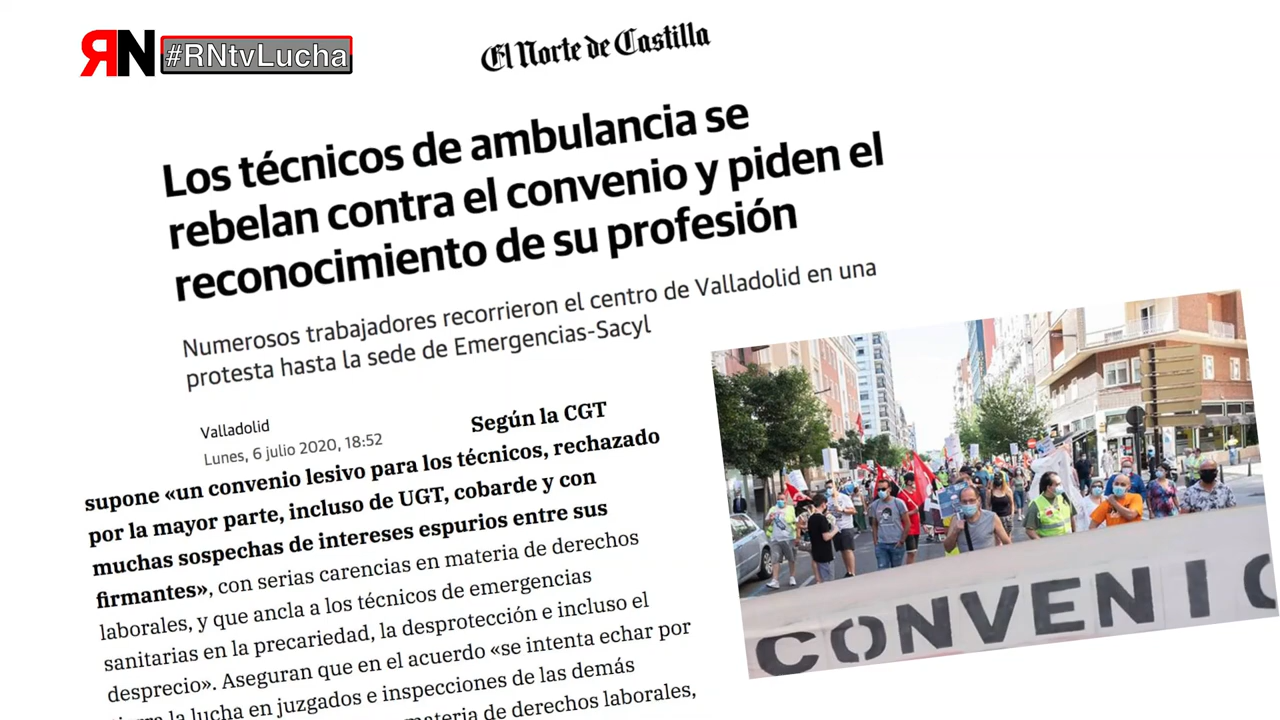 RN #RNtvLucha
El Norte de Castilla
Los técnicos de ambulancia se
rebelan contra el convenio y piden el
reconocimiento de su profesión
Numerosos trabajadores recorrieron el centro de Valladolid en una
protesta hasta la sede de Emergencias-Sacyl
Valladolid
Lunes, 6 julio 2020, 18:52
Según la CGT
supone «un convenio lesivo para los técnicos, rechazado
por la mayor parte, incluso de UGT, cobarde y con
muchas sospechas de intereses espurios entre sus
firmantes», con serias carencias en materia de derechos
laborales, y que ancla a los técnicos de emergencias
sanitarias en la precariedad, la desprotección e incluso el
desprecio». Aseguran que en el acuerdo «se intenta echar por
la lucha en juzgados e inspecciones de las demás
materia de derechos laborales,
CONVENIO